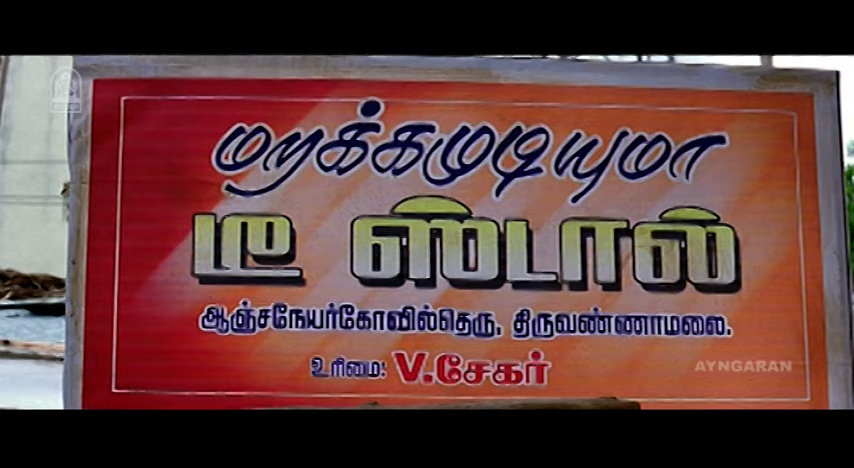 மறக்கமுடியுமா
டீ ஸ்டால்
ஆஞ்சநேயர்கோவில்தெரு, திருவண்ணாமலை.
உரிமை: V.சேகர்
AYNGARAN